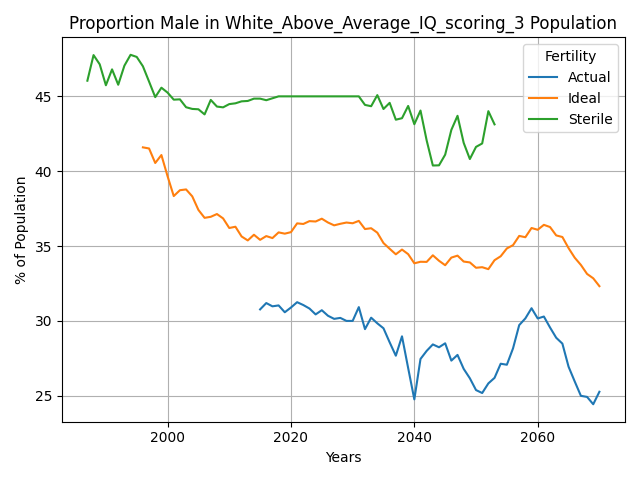 Proportion Male in White_Above_Average_IQ_scoring_3 Population
Fertility
Actual
Ideal
Sterile
% of Population
45
40
35
30
25
2000
2020
2040
2060
Years